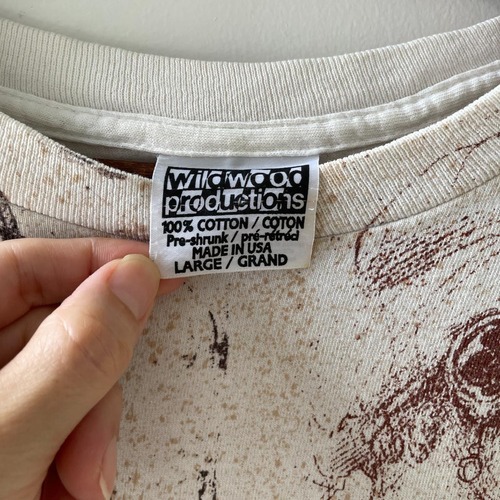 wildwood
productions
100% COTTON / COTON
Pre-shrunk / pré-rétréci
MADE IN USA
LARGE / GRAND